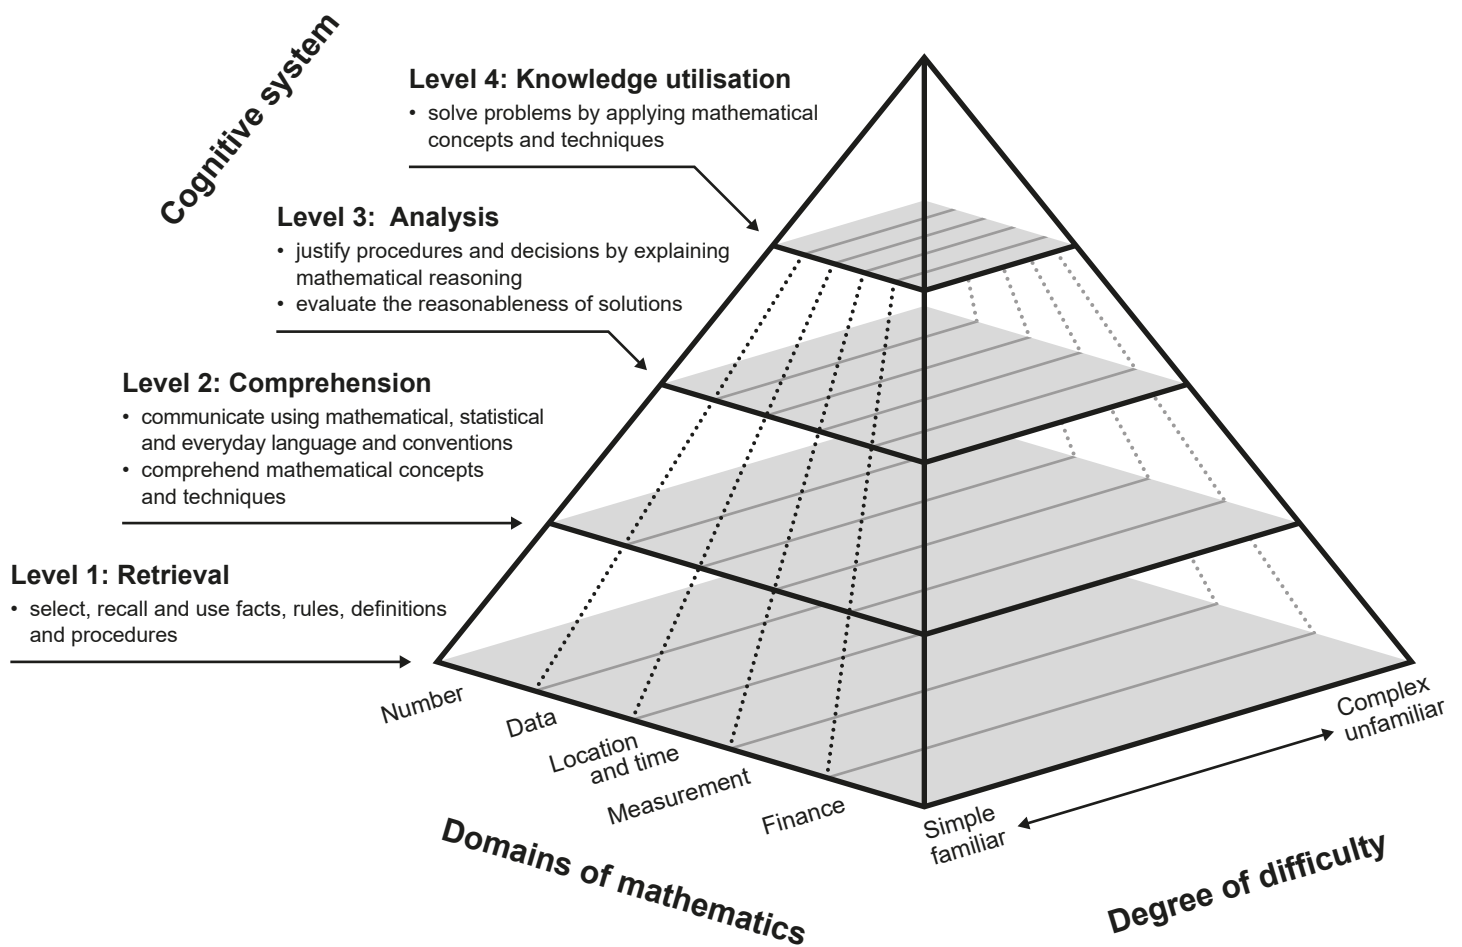 Cognitive system
Level 4: Knowledge utilisation
• solve problems by applying mathematical
concepts and techniques
Level 3: Analysis
• justify procedures and decisions by explaining
mathematical reasoning
• evaluate the reasonableness of solutions
Level 2: Comprehension
• communicate using mathematical, statistical
and everyday language and conventions
• comprehend mathematical concepts
and techniques
Level 1: Retrieval
• select, recall and use facts, rules, definitions
and procedures
Number
Data
Location
and time
Measurement
Finance
Domains of mathematics
Simple
familiar
Complex
unfamiliar
Degree of difficulty